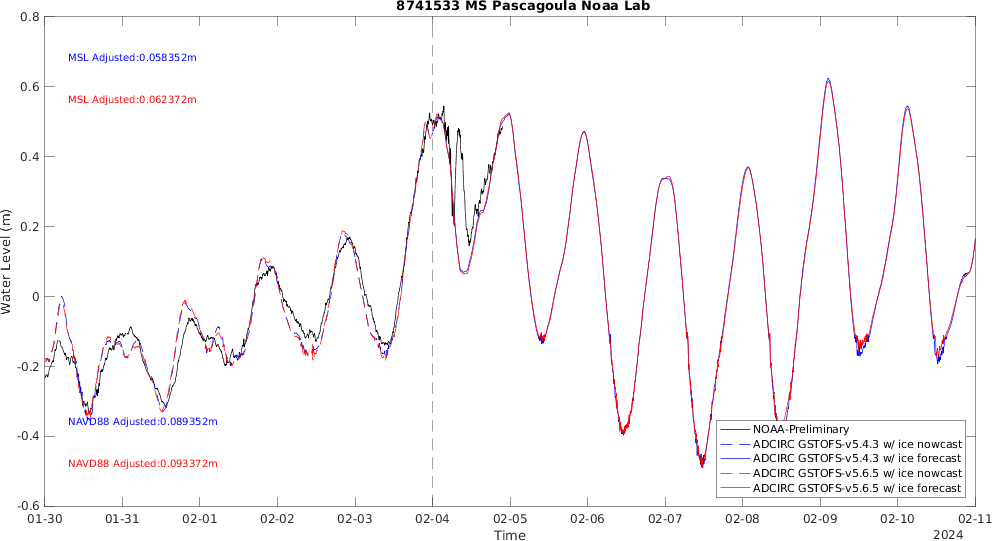 8741533 MS Pascagoula Noaa Lab
0.8
0.6
0.4
0.2
0
-0.2
-0.4
-0.6
Water Level (m)
MSL Adjusted:0.058352m
MSL Adjusted:0.062372m
NAVD88 Adjusted:0.089352m
NAVD88 Adjusted:0.093372m
NOAA-Preliminary
ADCIRC GSTOFS-v5.4.3 w/ ice nowcast
ADCIRC GSTOFS-v5.4.3 w/ ice forecast
ADCIRC GSTOFS-v5.6.5 w/ ice nowcast
ADCIRC GSTOFS-v5.6.5 w/ ice forecast
01-30 01-31 02-01 02-02 02-03 02-04 02-05 02-06 02-07 02-08 02-09 02-10 02-11
Time
2024